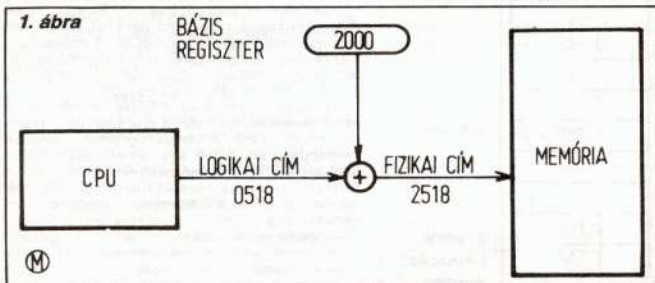 1. ábra
BÁZIS
REGISZTER
2000
CPU
LOGIKAI CÍM
0518
+
FIZIKAI CÍM
2518
MEMÓRIA
M